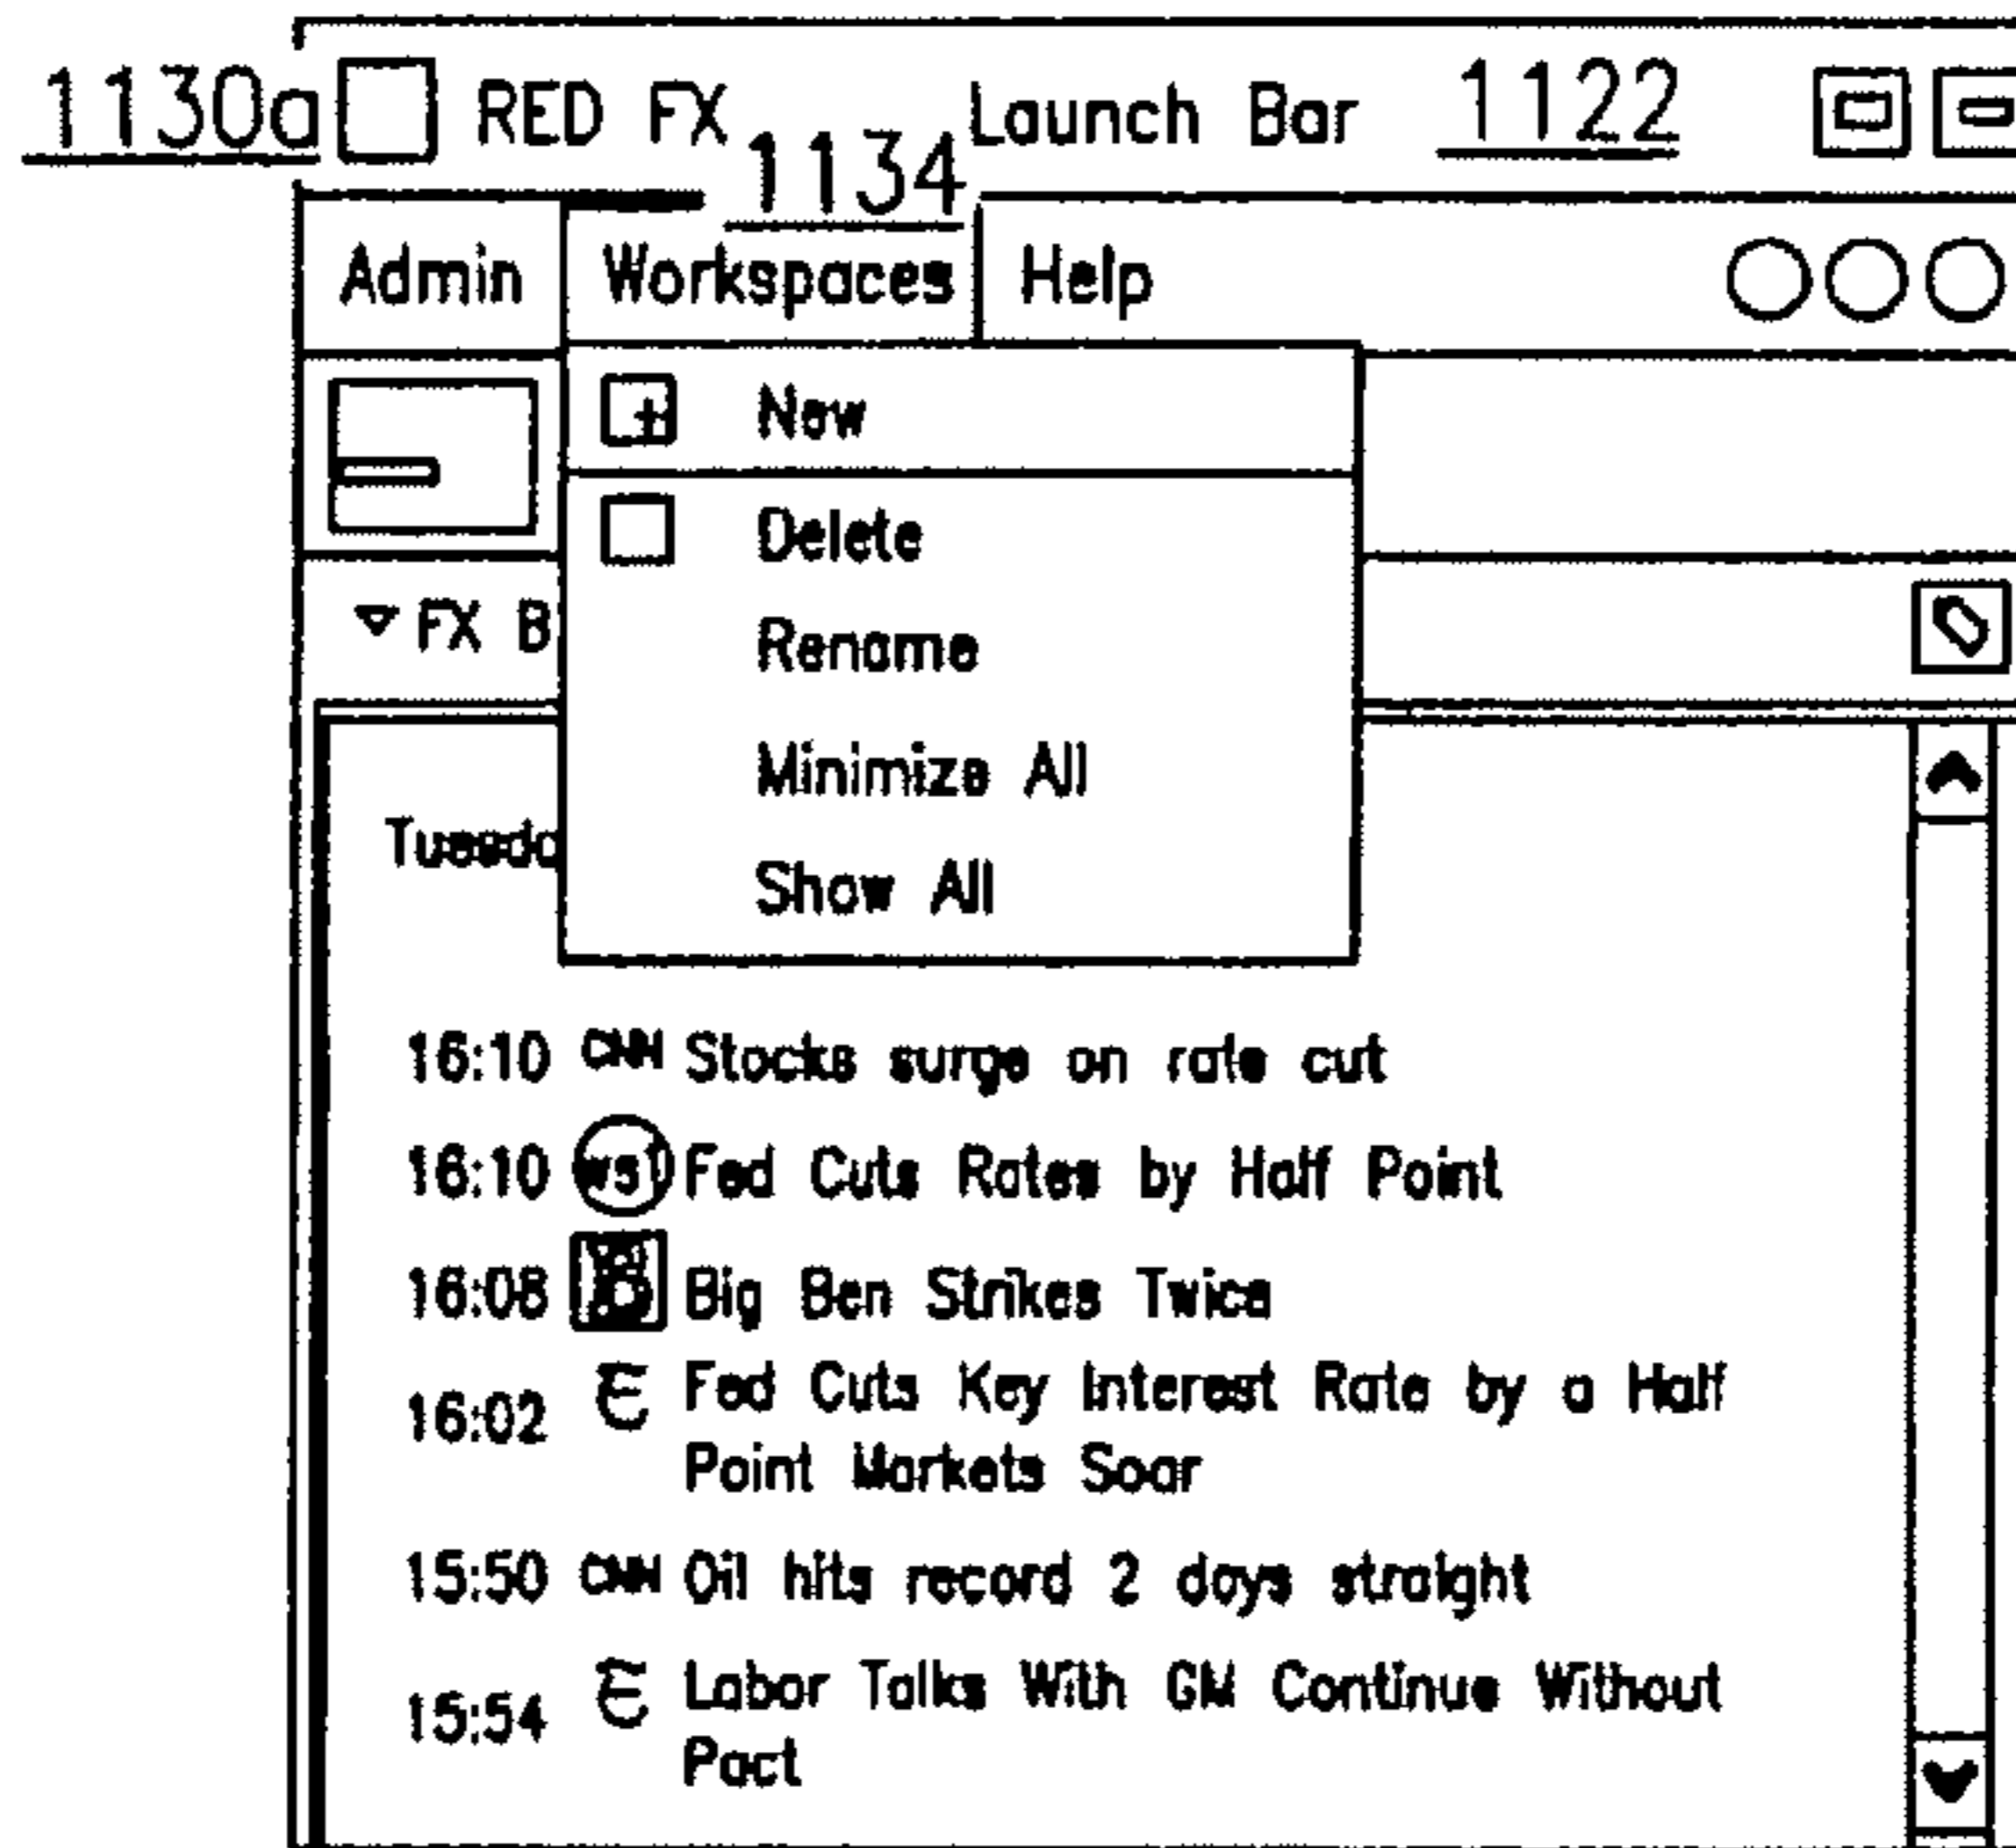 1130a RED FX Launch Bar 1122
1134
Admin Workspaces Help
New
Delete
FX B
Rename
Minimize All
Tuesda
Show All
16:10 CNN Stocks surge on rate cut
16:10 WSJ Fed Cuts Rates by Half Point
16:08 Big Ben Strikes Twice
16:02 Fed Cuts Key Interest Rate by a Half
Point Markets Soar
15:50 CNN Oil hits record 2 days straight
15:54 Labor Talks With GM Continue Without
Pact